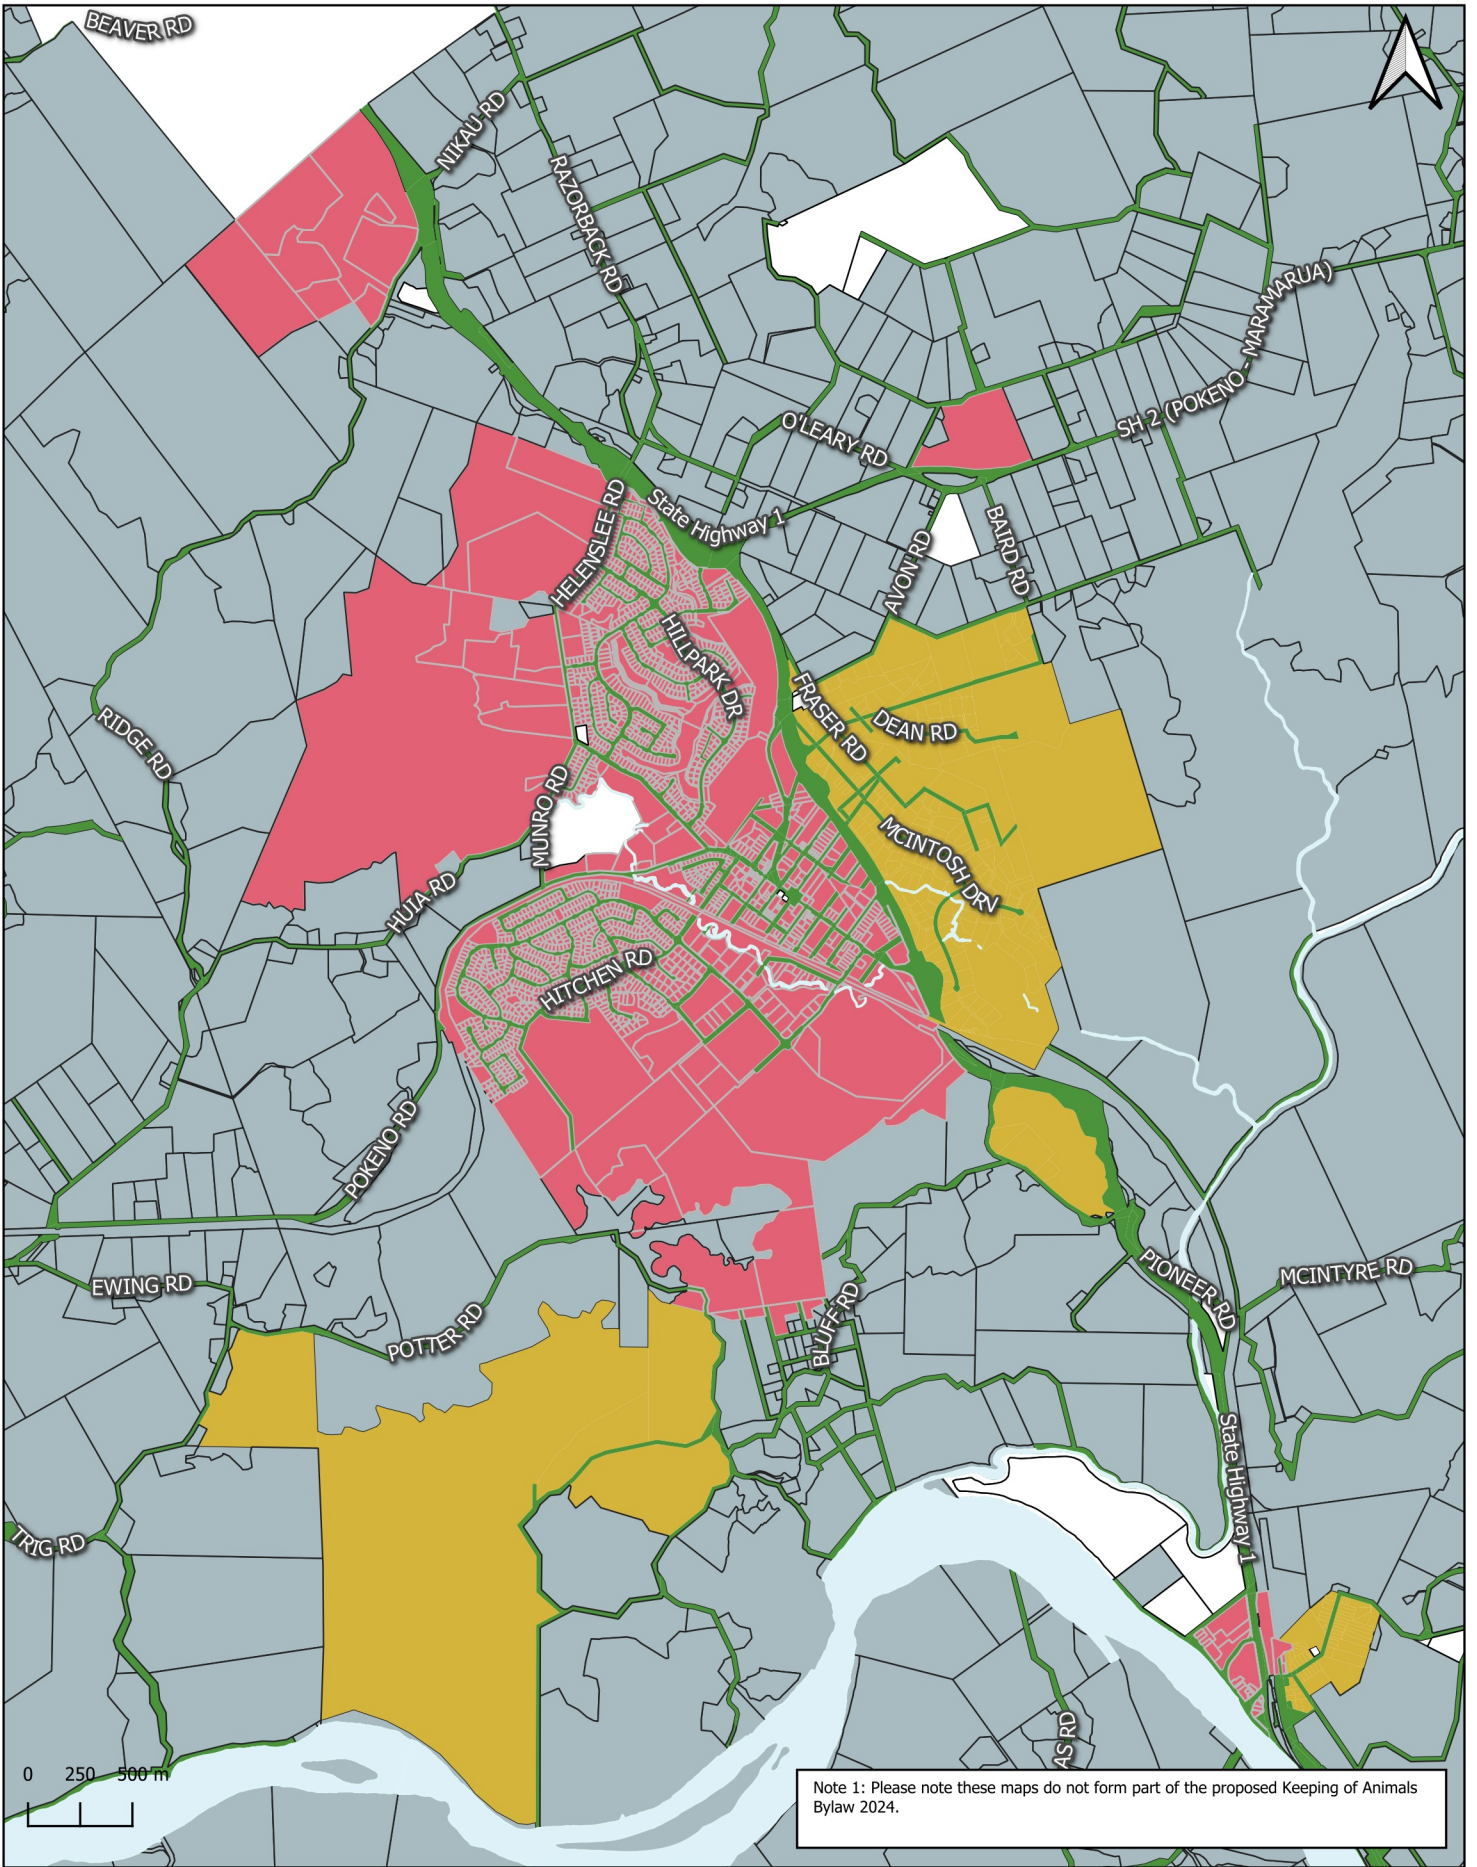 BEAVER RD
NIKAU RD
RAZORBACK RD
SH 2 (POKENO - MARAMARUA)
O'LEARY RD
HELENSLEE RD
State Highway 1
AVON RD
BAIRD RD
HILLPARK DR
FRASER RD
DEAN RD
RIDGE RD
MUNRO RD
MCINTOSH DRN
HUIA RD
HITCHEN RD
POKENO RD
EWING RD
PIONEER RD
MCINTYRE RD
POTTER RD
BLUFF RD
State Highway 1
TRIG RD
AS RD
0 250 500 m
Note 1: Please note these maps do not form part of the proposed Keeping of Animals
Bylaw 2024.